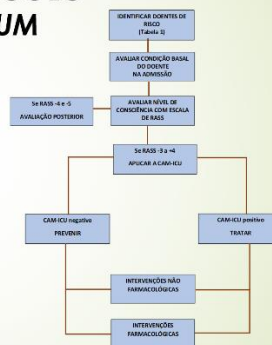 UM
IDENTIFICAR DOENTES DE
RISCO
(Tabela 1)
AVALIAR CONDIÇÃO BASAL
DO DOENTE
NA ADMISSÃO
Se RASS -4 e -5
AVALIAÇÃO POSTERIOR
AVALIAR NÍVEL DE
CONSCIÊNCIA COM ESCALA
DE RASS
Se RASS -3 a +4
APLICAR A CAM-ICU
CAM-ICU negative
PREVENIR
CAM-ICU positivo
TRATAR
INTERVENÇÕES NÃO
FARMACOLÓGICAS
INTERVENÇÕES
FARMACOLÓGICAS